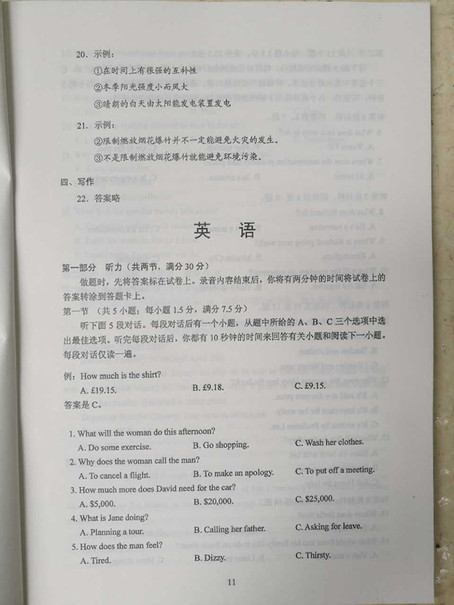 20. 示例：
①在时间上有很强的互补性
②冬季阳光强度小而风大
③晴朗的白天由太阳能发电装置发电
21. 示例：
②限制燃放烟花爆竹并不一定能避免火灾的发生。
③不是限制燃放烟花爆竹就能避免环境污染。
四、写作
22. 答案略
英 语
第一部分 听力（共两节，满分 30 分）
做题时，先将答案标在试卷上。录音内容结束后，你将有两分钟的时间将试卷上的
答案转涂到答题卡上。
第一节 （共 5 小题；每小题 1.5 分，满分 7.5 分）
听下面 5 段对话。每段对话后有一个小题，从题中所给的 A、B、C 三个选项中选
出最佳选项。听完每段对话后，你都有 10 秒钟的时间来回答有关小题和阅读下一小题。
每段对话仅读一遍。
例：How much is the shirt?
A. £19.15. B. £9.18. C. £9.15.
答案是 C。
1. What will the woman do this afternoon?
A. Do some exercise. B. Go shopping. C. Wash her clothes.
2. Why does the woman call the man?
A. To cancel a flight. B. To make an apology. C. To put off a meeting.
3. How much more does David need for the car?
A. $5,000. B. $20,000. C. $25,000.
4. What is Jane doing?
A. Planning a tour. B. Calling her father. C. Asking for leave.
5. How does the man feel?
A. Tired. B. Dizzy. C. Thirsty.
11